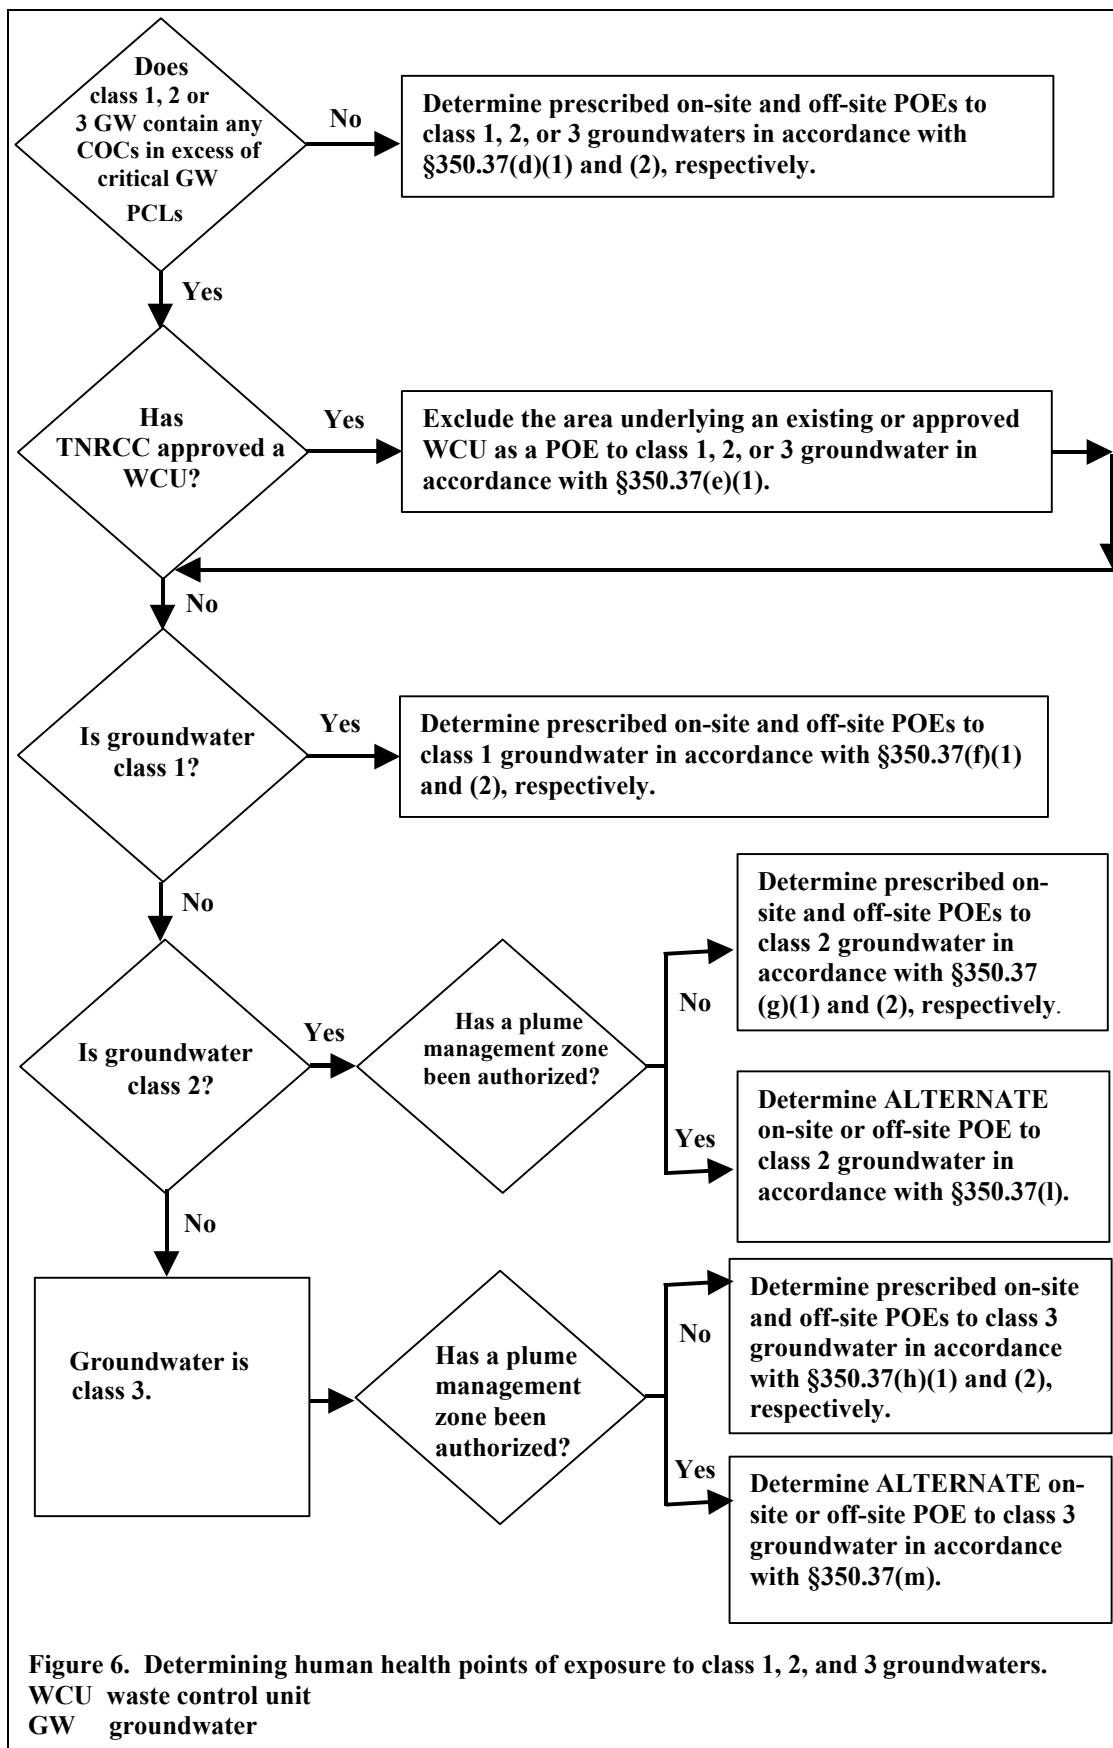 Does
class 1, 2 or
3 GW contain any
COCs in excess of
critical GW
PCLs
No
Determine prescribed on-site and off-site POEs to
class 1, 2, or 3 groundwaters in accordance with
§350.37(d)(1) and (2), respectively.
Yes
Has
TNRCC approved a
WCU?
Yes
Exclude the area underlying an existing or approved
WCU as a POE to class 1, 2, or 3 groundwater in
accordance with §350.37(e)(1).
No
Is groundwater
class 1?
Yes
Determine prescribed on-site and off-site POEs to
class 1 groundwater in accordance with §350.37(f)(1)
and (2), respectively.
No
Is groundwater
class 2?
Yes
Has a plume
management zone
been authorized?
No
Determine prescribed on-
site and off-site POEs to
class 2 groundwater in
accordance with §350.37
(g)(1) and (2), respectively.
Yes
Determine ALTERNATE
on-site or off-site POE to
class 2 groundwater in
accordance with §350.37(l).
No
Groundwater is
class 3.
Has a plume
management
zone been
authorized?
No
Determine prescribed on-site
and off-site POEs to class 3
groundwater in accordance
with §350.37(h)(1) and (2),
respectively.
Yes
Determine ALTERNATE on-
site or off-site POE to class 3
groundwater in accordance
with §350.37(m).
Figure 6. Determining human health points of exposure to class 1, 2, and 3 groundwaters.
WCU waste control unit
GW groundwater